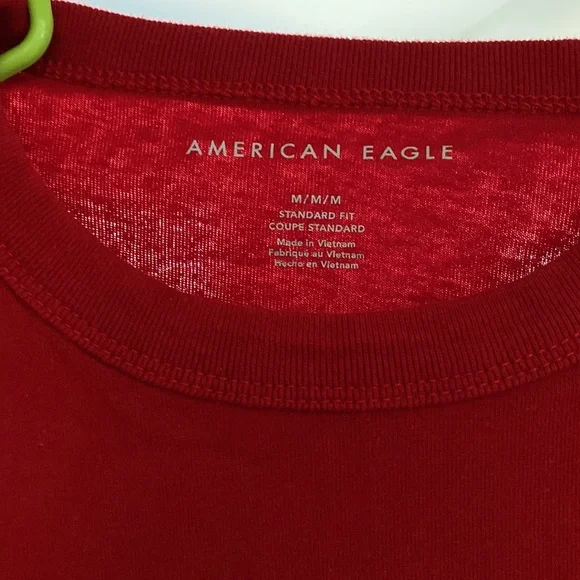 AMERICAN EAGLE
M/M/M
STANDARD FIT
COUPE STANDARD
Made in Vietnam
Fabriqué au Vietnam
Hecho en Vietnam